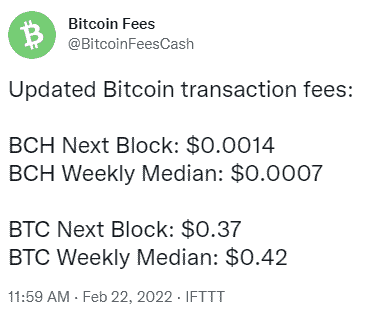 Bitcoin Fees
@BitcoinFeesCash
Updated Bitcoin transaction fees:
BCH Next Block: $0.0014
BCH Weekly Median: $0.0007
BTC Next Block: $0.37
BTC Weekly Median: $0.42
11:59 AM · Feb 22, 2022 · IFTTT